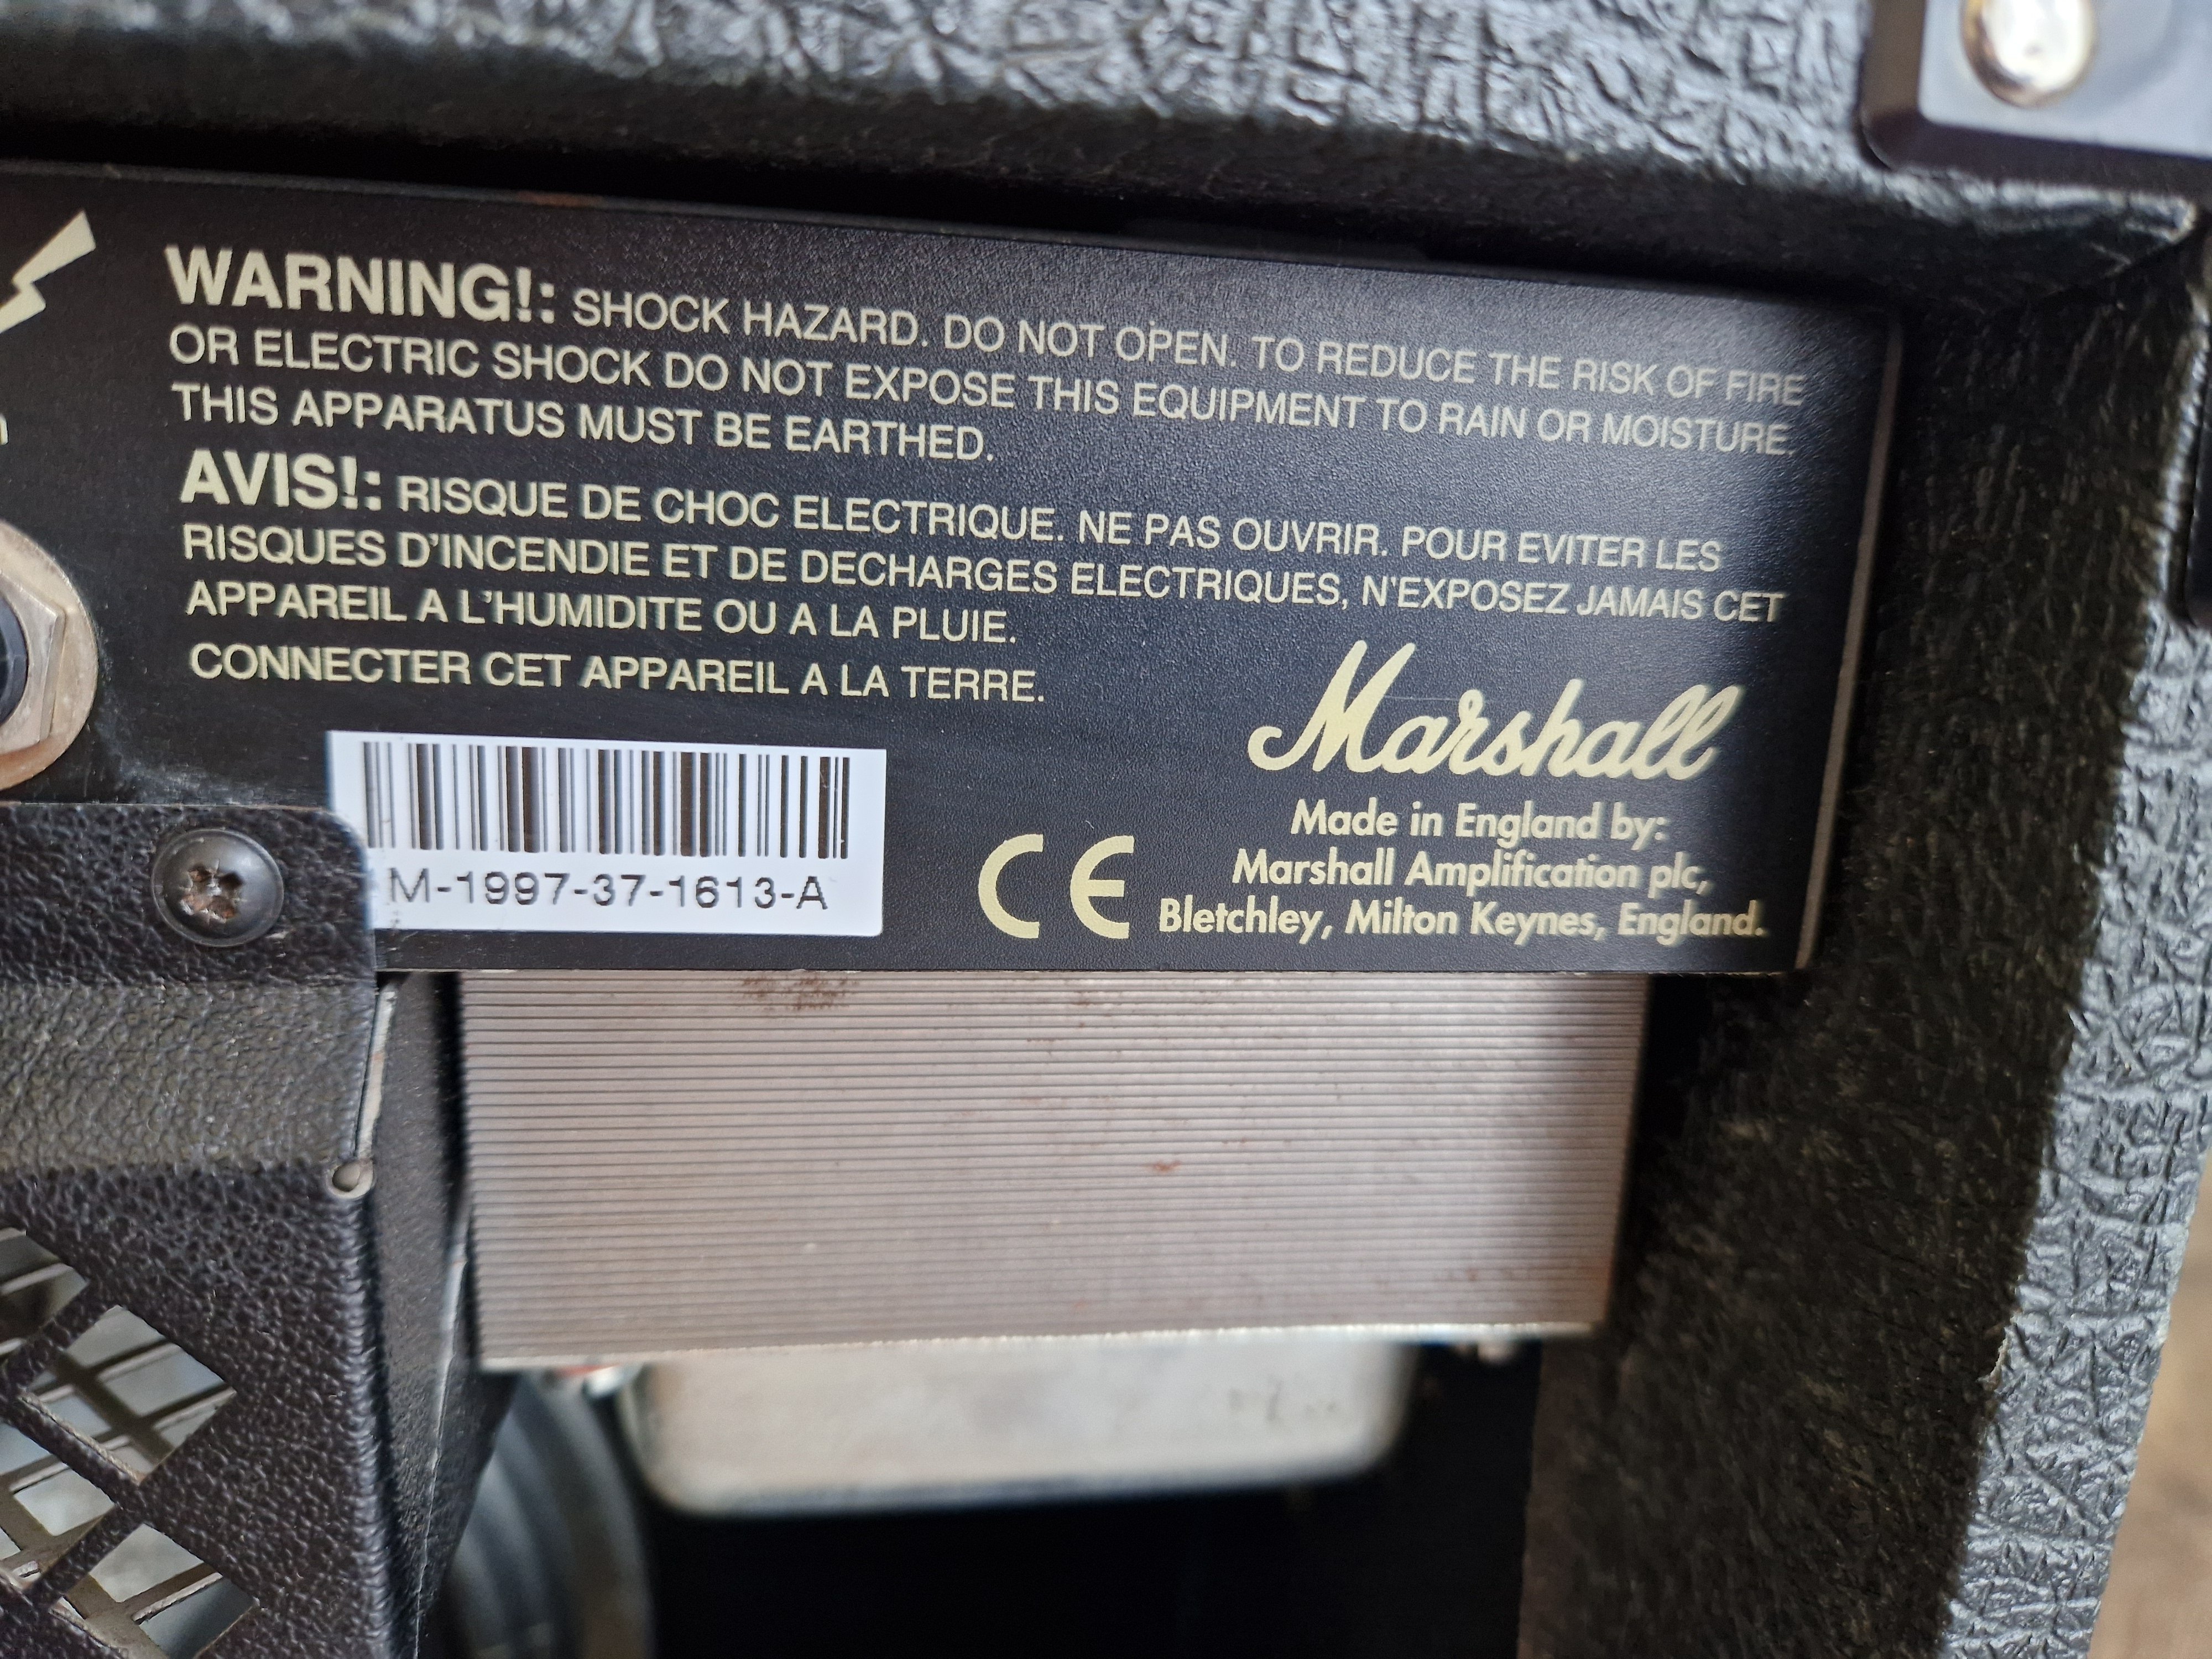 WARNING!: SHOCK HAZARD. DO NOT OPEN. TO REDUCE THE RISK OF FIRE
OR ELECTRIC SHOCK DO NOT EXPOSE THIS EQUIPMENT TO RAIN OR MOISTURE.
THIS APPARATUS MUST BE EARTHED.
AVIS!: RISQUE DE CHOC ELECTRIQUE. NE PAS OUVRIR. POUR EVITER LES
RISQUES D'INCENDIE ET DE DECHARGES ELECTRIQUES, N'EXPOSEZ JAMAIS CET
APPAREIL A L'HUMIDITE OU A LA PLUIE.
CONNECTER CET APPAREIL A LA TERRE.
M-1997-37-1613-A
CE
Marshall
Made in England by:
Marshall Amplification plc,
Bletchley, Milton Keynes, England.